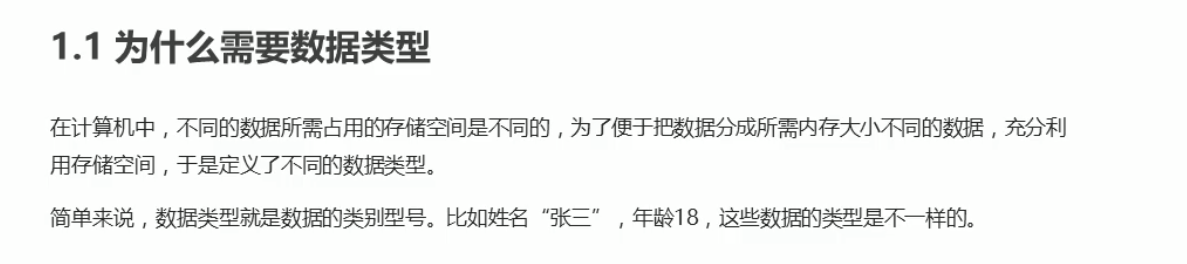 1.1 为什么需要数据类型
在计算机中，不同的数据所需占用的存储空间是不同的，为了便于把数据分成所需内存大小不同的数据，充分利
用存储空间，于是定义了不同的数据类型。
简单来说，数据类型就是数据的类别型号。比如姓名“张三”，年龄18，这些数据的类型是不一样的。